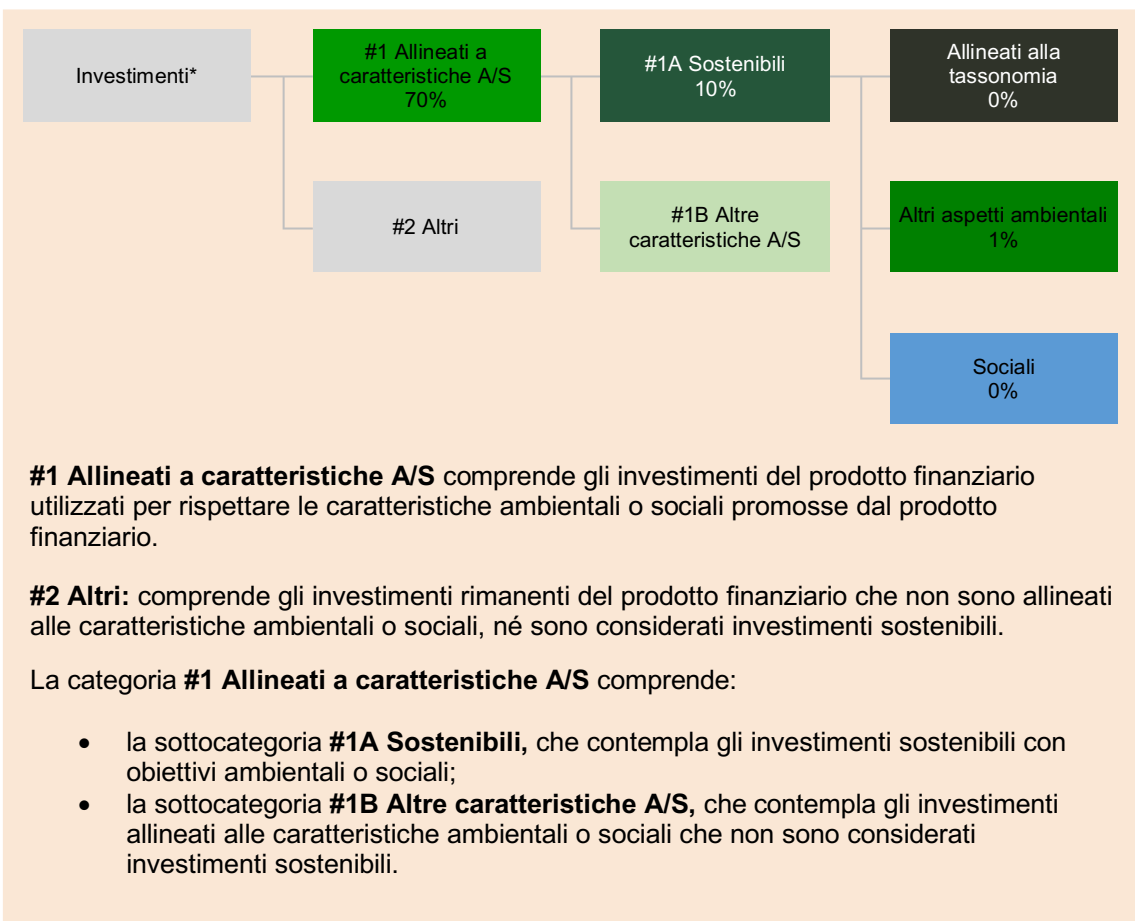 Investimenti*
#1 Allineati a
caratteristiche A/S
70%
#1A Sostenibili
10%
Allineati alla
tassonomia
0%
#2 Altri
#1B Altre
caratteristiche A/S
Altri aspetti ambientali
1%
Sociali
0%
#1 Allineati a caratteristiche A/S comprende gli investimenti del prodotto finanziario
utilizzati per rispettare le caratteristiche ambientali o sociali promosse dal prodotto
finanziario.
#2 Altri: comprende gli investimenti rimanenti del prodotto finanziario che non sono allineati
alle caratteristiche ambientali o sociali, né sono considerati investimenti sostenibili.
La categoria #1 Allineati a caratteristiche A/S comprende:
• la sottocategoria #1A Sostenibili, che contempla gli investimenti sostenibili con
obiettivi ambientali o sociali;
• la sottocategoria #1B Altre caratteristiche A/S, che contempla gli investimenti
allineati alle caratteristiche ambientali o sociali che non sono considerati
investimenti sostenibili.